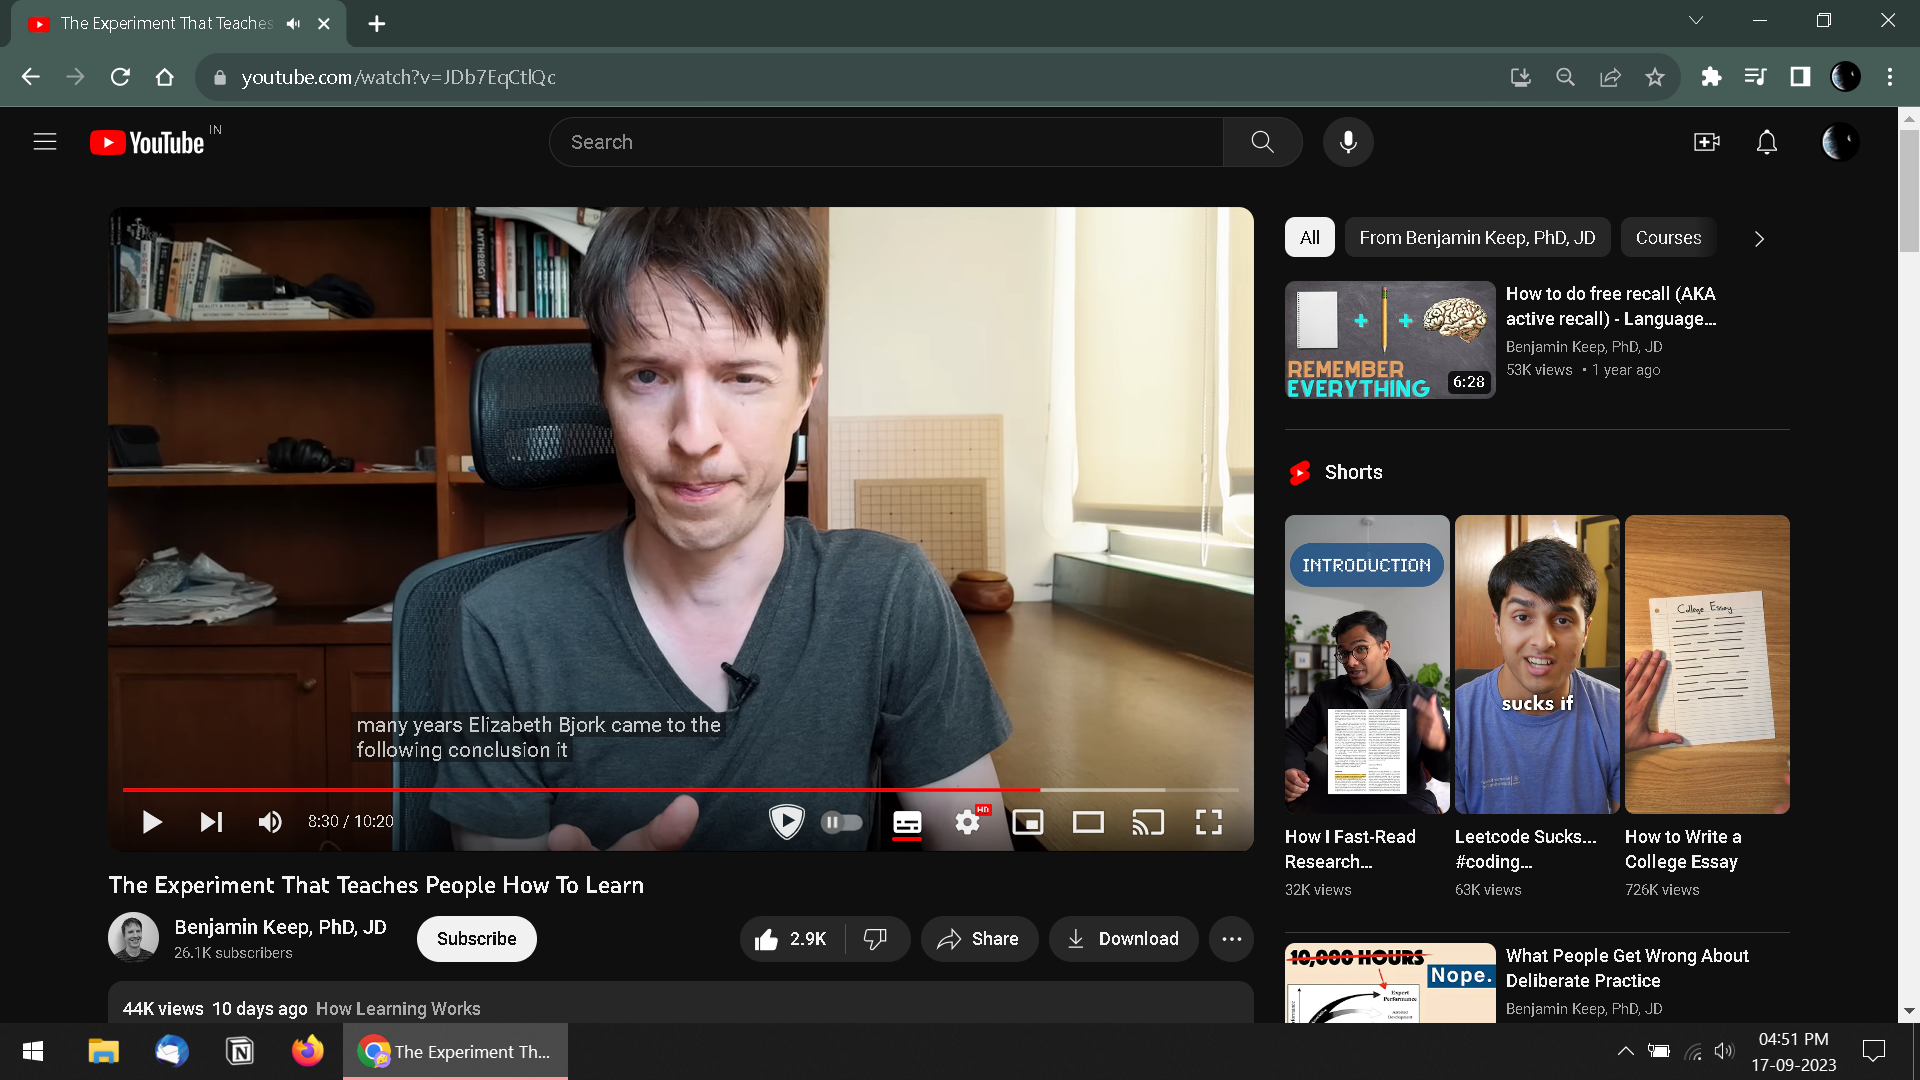 The Experiment That Teaches
youtube.com/watch?v=JDb7EqCtlQc
YouTube IN
Search
MYTHOLOGY
many years Elizabeth Bjork came to the
following conclusion it
HD
8:30 / 10:20
The Experiment That Teaches People How To Learn
Benjamin Keep, PhD, JD
26.1K subscribers
Subscribe
2.9K
Share
Download
44K views 10 days ago How Learning Works
All
From Benjamin Keep, PhD, JD
Courses
REMEMBER
EVERYTHING
6:28
How to do free recall (AKA
active recall) - Language...
Benjamin Keep, PhD, JD
53K views • 1 year ago
Shorts
INTRODUCTION
How I Fast-Read
Research...
32K views
sucks if
Leetcode Sucks...
#coding...
63K views
College Essay
How to Write a
College Essay
726K views
10,000 HOURS
Nope.
Expert
Performance
What People Get Wrong About
Deliberate Practice
Benjamin Keep, PhD, JD
The Experiment Th...
04:51 PM
17-09-2023